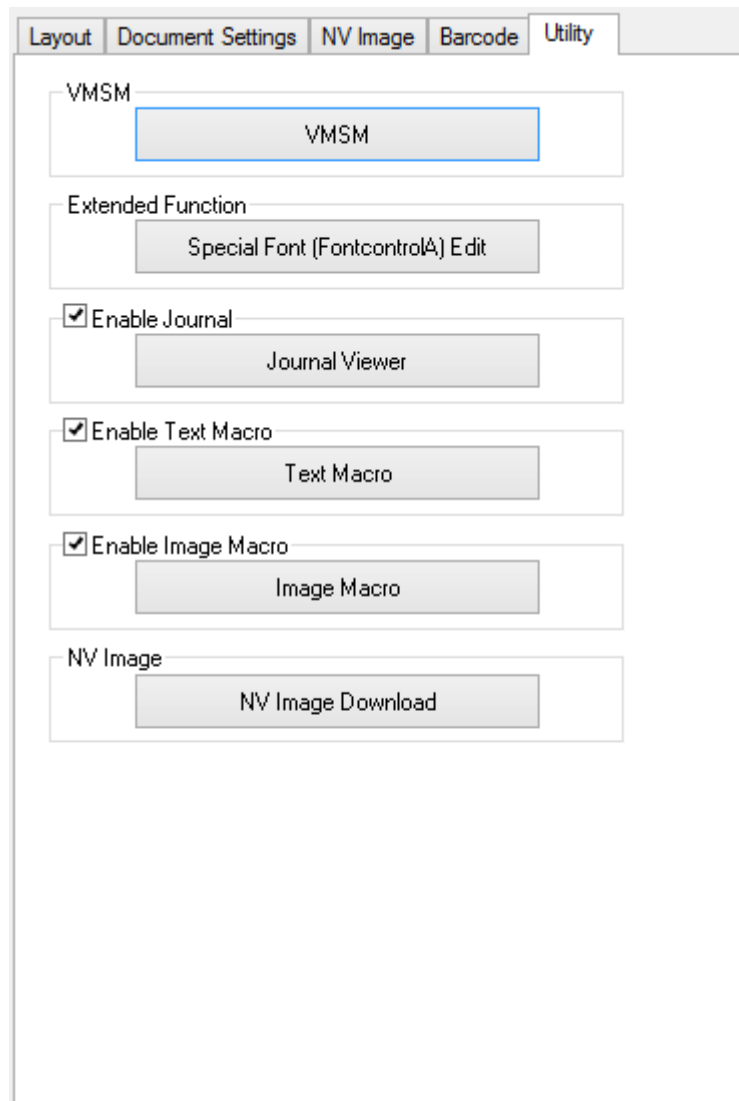 Layout Document Settings NV Image Barcode Utility
VMSM
VMSM
Extended Function
Special Font (FontcontrolA) Edit
Enable Journal
Journal Viewer
Enable Text Macro
Text Macro
Enable Image Macro
Image Macro
NV Image
NV Image Download